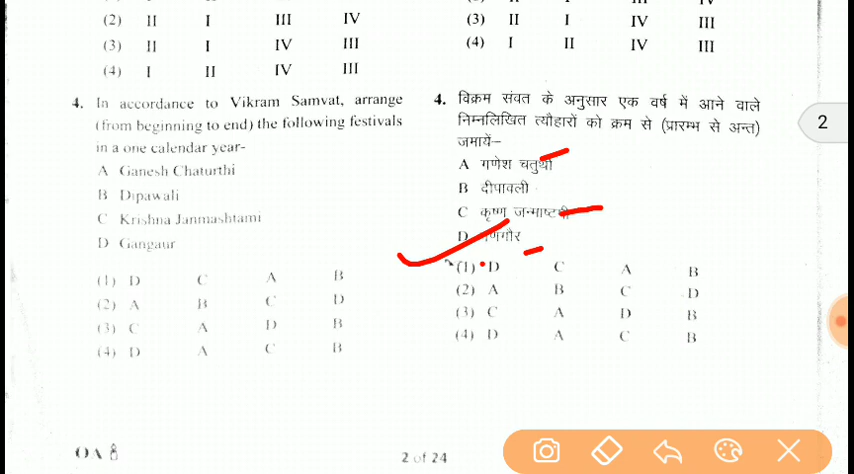 (2) II I III IV
(3) II I IV III
(4) I II IV III
4. In accordance to Vikram Samvat, arrange
(from beginning to end) the following festivals
in a one calendar year-
A Ganesh Chaturthi
B Dipawali
C Krishna Janmashtami
D Gangaur
(1) D C A B
(2) A B C D
(3) C A D B
(4) D A C B
(3) II I IV III
(4) I II IV III
4. विक्रम संवत के अनुसार एक वर्ष में आने वाले
निम्नलिखित त्यौहारों को क्रम से (प्रारम्भ से अन्त)
जमायें–
A गणेश चतुर्थी
B दीपावली
C कृष्ण जन्माष्टमी
D गणगौर
(1) D C A B
(2) A B C D
(3) C A D B
(4) D A C B
2
OA
2 of 24